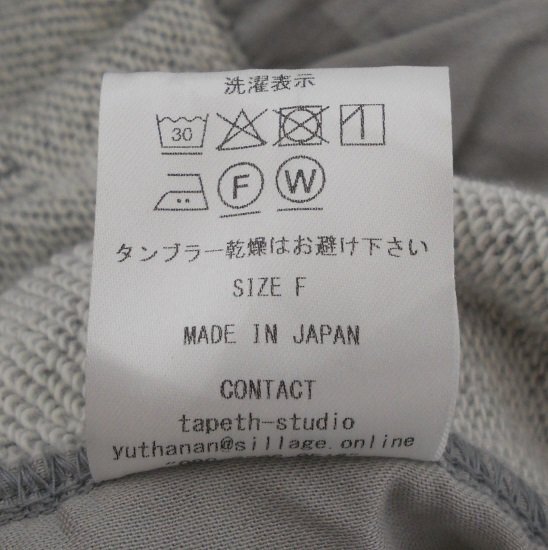 洗濯表示
30
F W
タンブラー乾燥はお避け下さい
SIZE F
MADE IN JAPAN
CONTACT
tapeth-studio
yuthanan@sillage.online